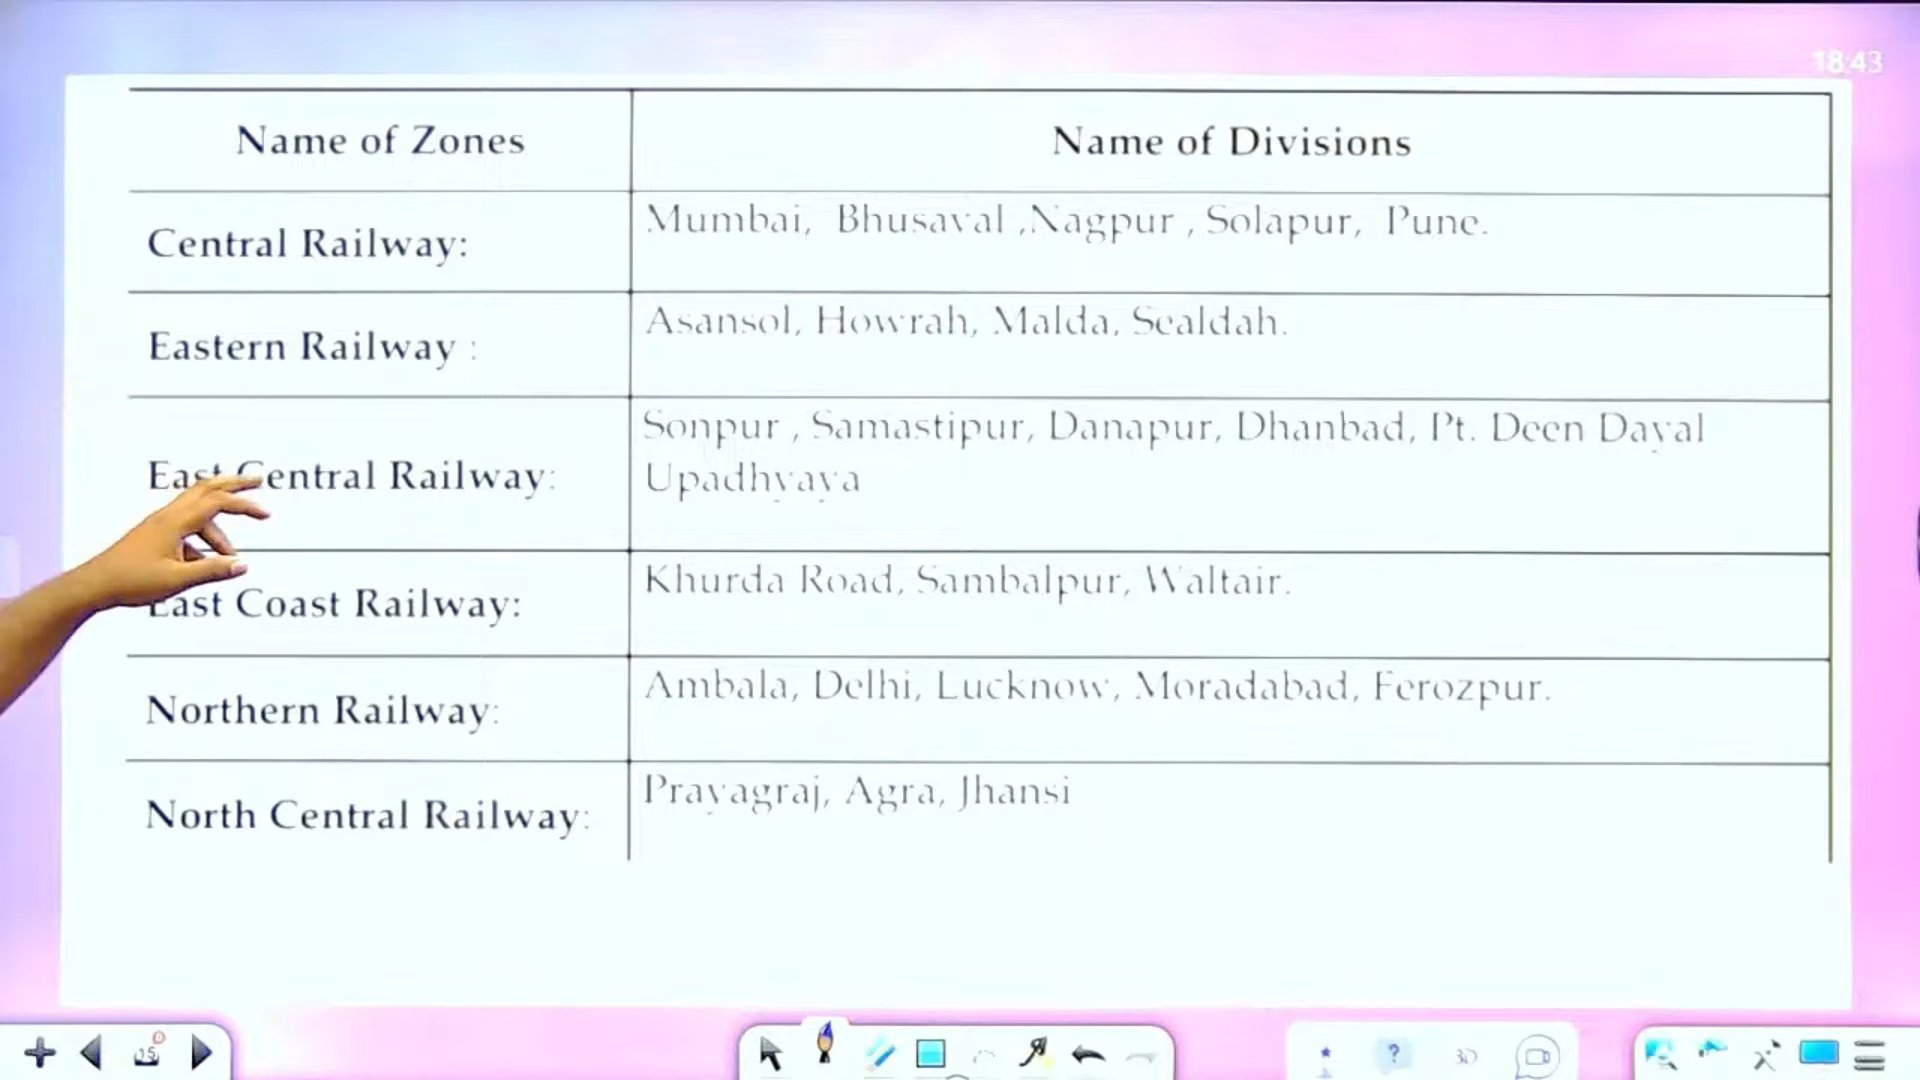 18:43
Name of Zones
Name of Divisions
Central Railway:
Mumbai, Bhusaval ,Nagpur , Solapur, Pune.
Eastern Railway :
Asansol, Howrah, Malda, Sealdah.
East Central Railway:
Sonpur , Samastipur, Danapur, Dhanbad, Pt. Deen Dayal
Upadhyaya
East Coast Railway:
Khurda Road, Sambalpur, Waltair.
Northern Railway:
Ambala, Delhi, Lucknow, Moradabad, Ferozpur.
North Central Railway:
Prayagraj, Agra, Jhansi